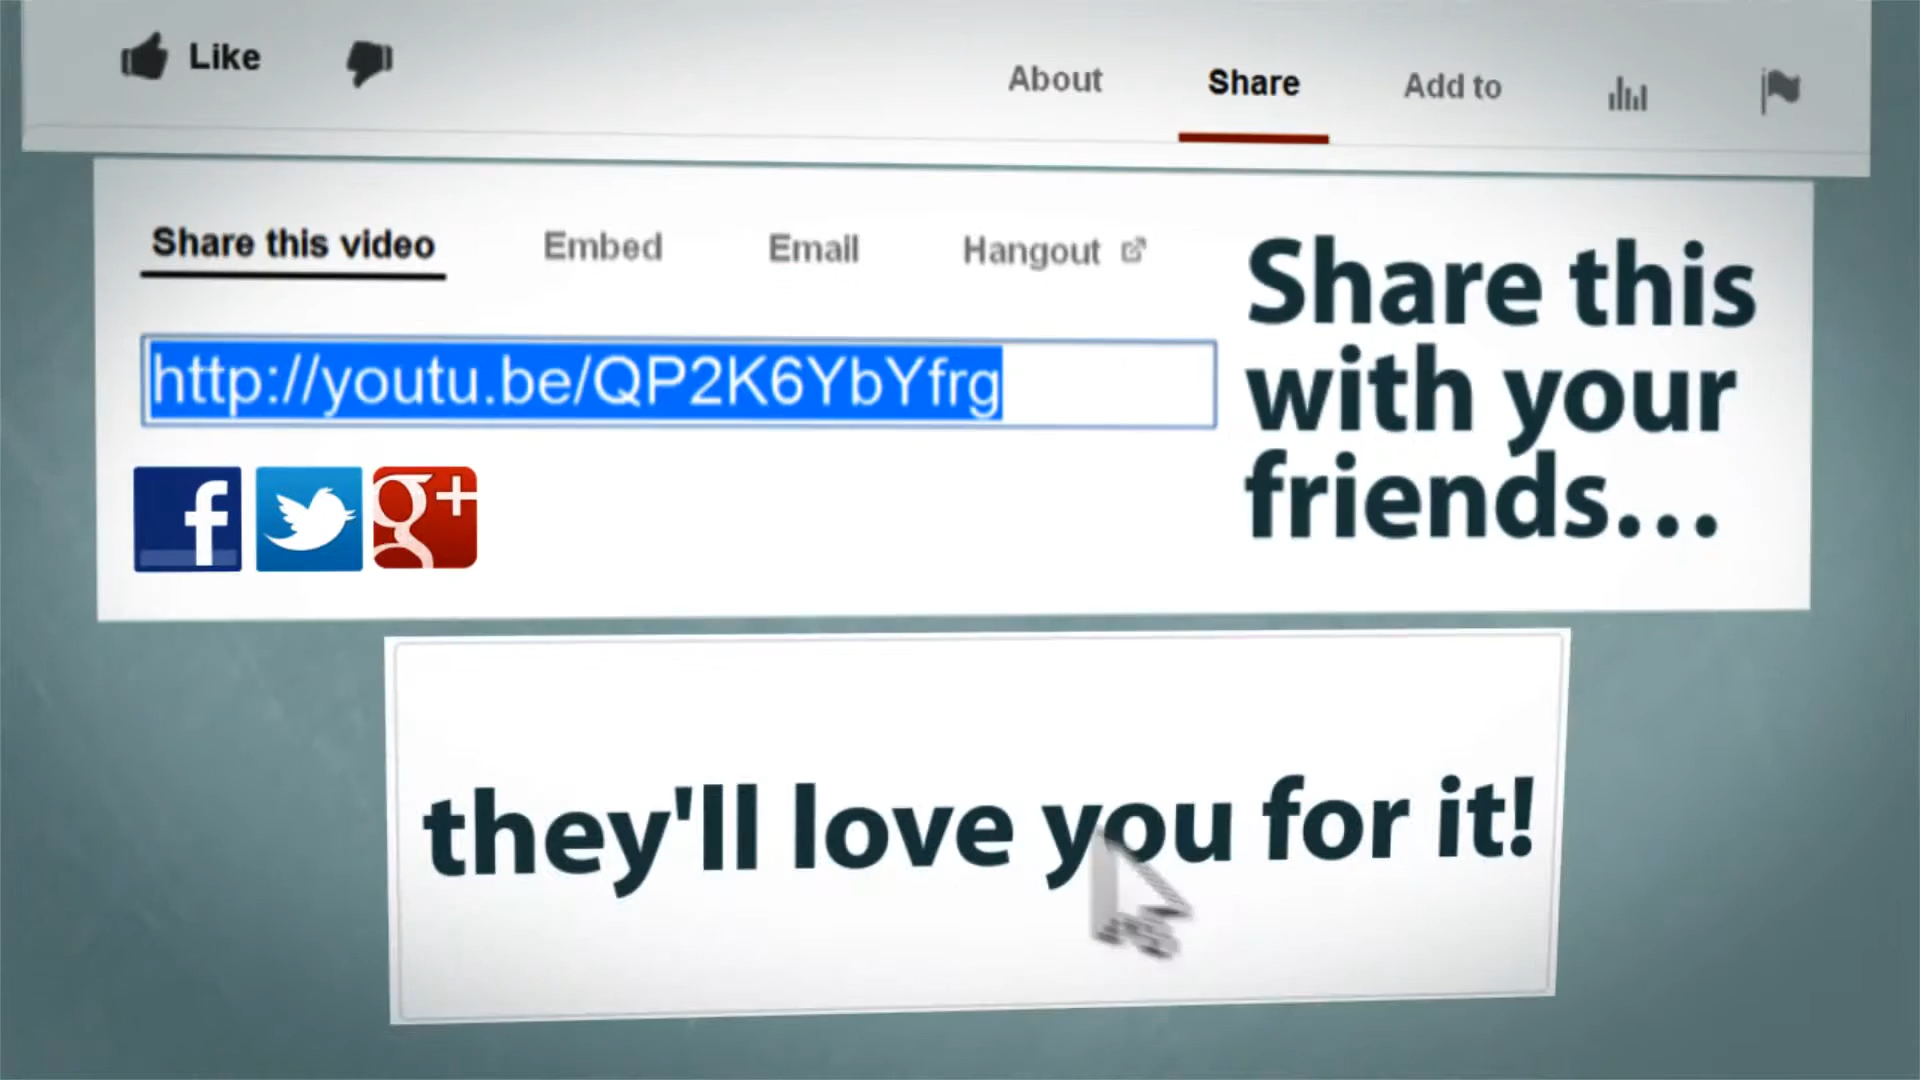 Like
About Share Add to
Share this video Embed Email Hangout
http://youtu.be/QP2K6YbYfrg
f g+
Share this
with your
friends...
they'll love you for it!